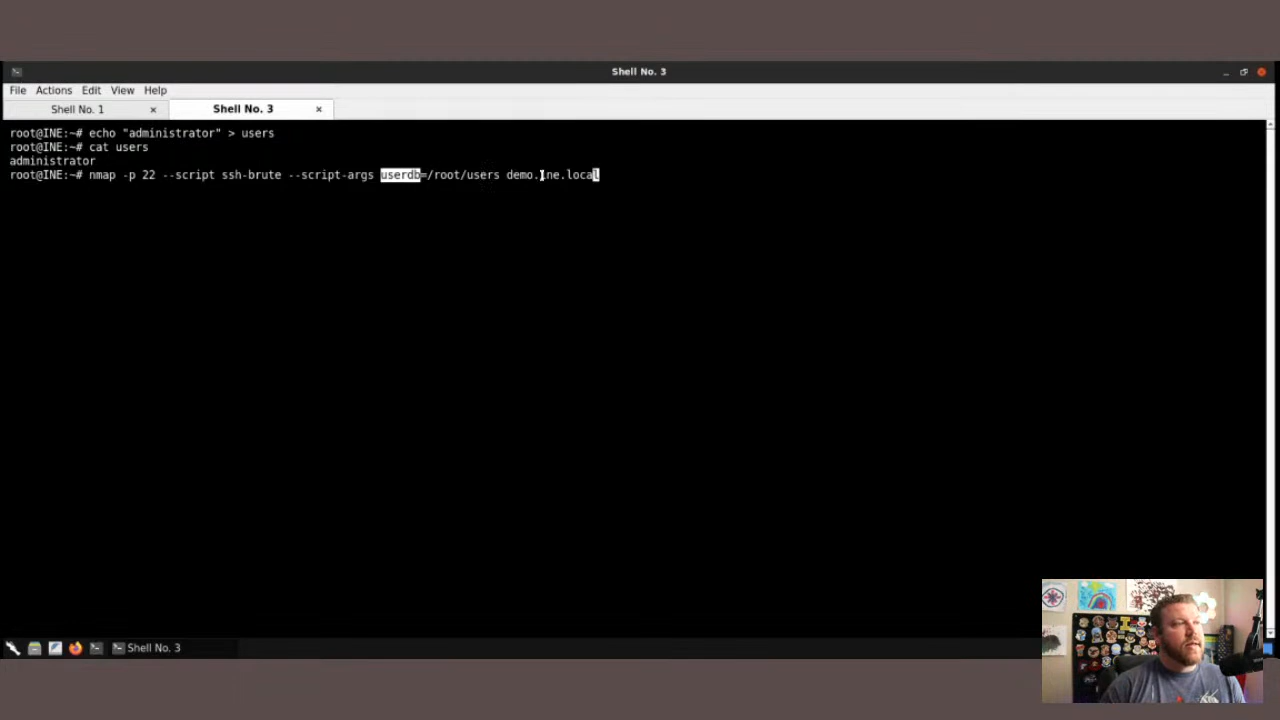 Shell No. 3
File Actions Edit View Help
Shell No. 1
Shell No. 3
root@INE:~# echo "administrator" > users
root@INE:~# cat users
administrator
root@INE:~# nmap -p 22 --script ssh-brute --script-args userdb=/root/users demo.ine.local
Shell No. 3